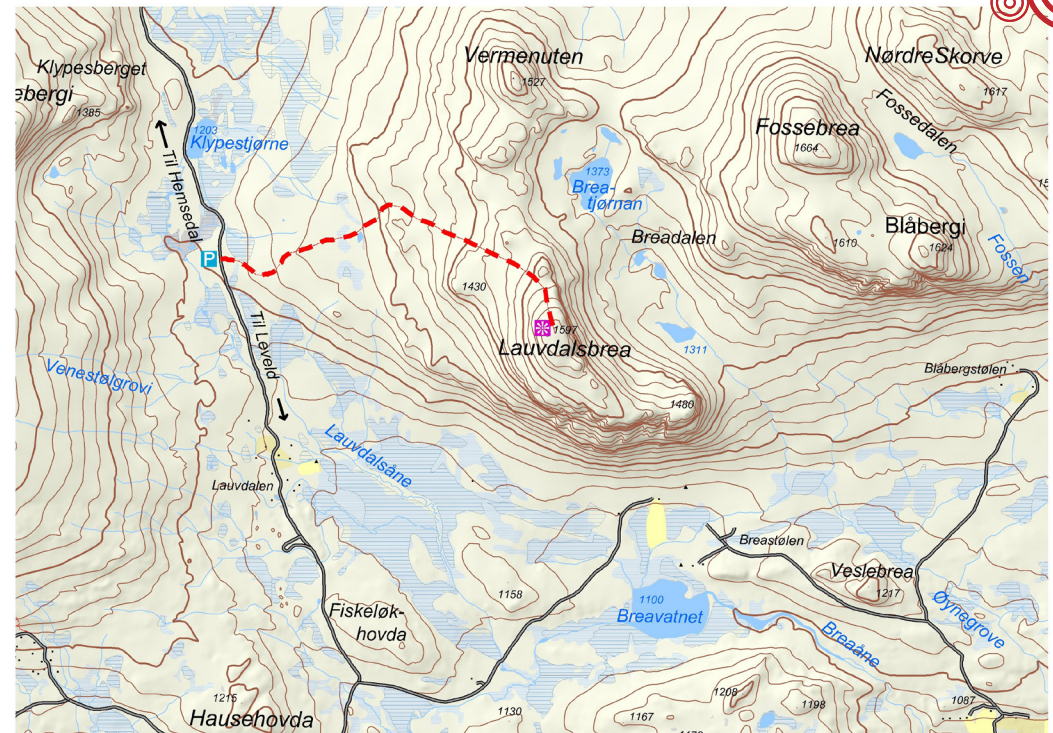 Vermenuten
1527
NørdreSkorve
1617
Klypesberget
ebergi
1385
1203
Klypestjørne
Fossedalen
Fossebrea
1664
Til Hemsedal
1373
Brea-
tjørnan
Breadalen
Blåbergi
1610
1624
Fossen
P
1430
1597
Lauvdalsbrea
1311
Til Leveld
Venestølgrovi
Blåbergstølen
1480
Lauvdalsåne
Lauvdalen
Breastølen
Veslebrea
1217
1158
1100
Breavatnet
Fiskeløk-
hovda
Øynegrove
Breaåne
1215
Hausehovda
1130
1167
1208
1198
1087